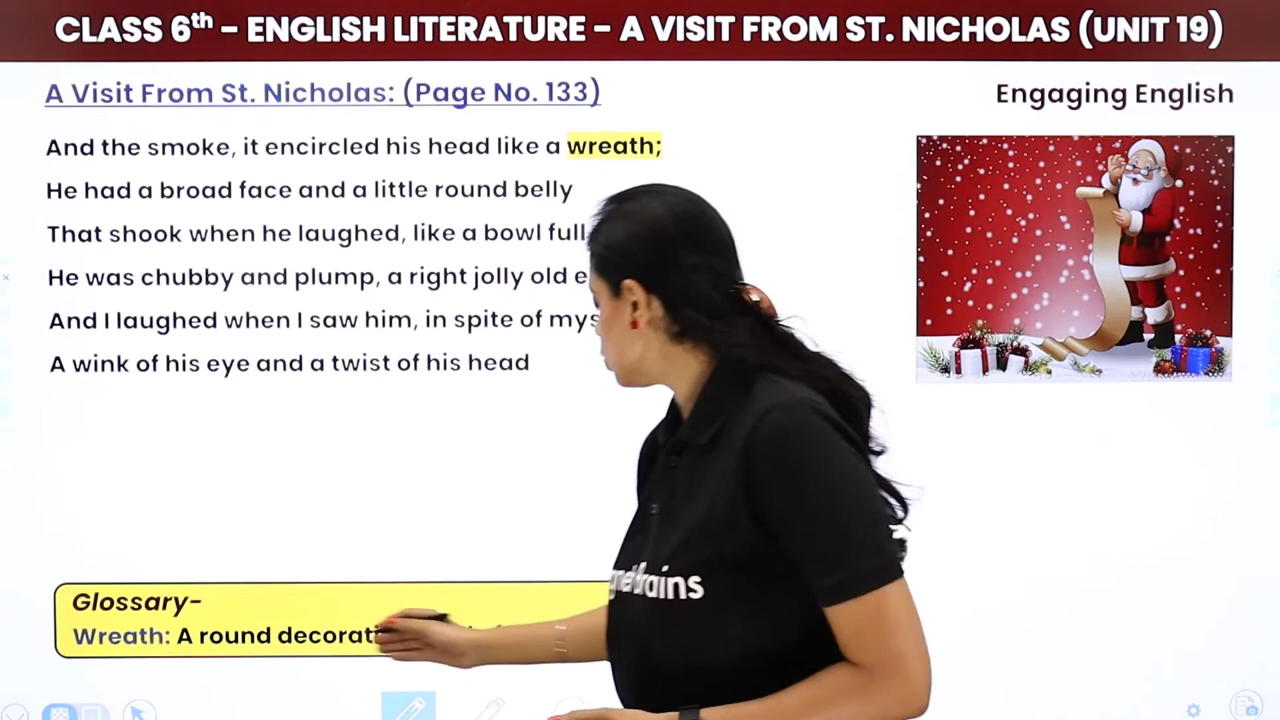 CLASS 6th – ENGLISH LITERATURE – A VISIT FROM ST. NICHOLAS (UNIT 19)
A Visit From St. Nicholas: (Page No. 133)
Engaging English
And the smoke, it encircled his head like a wreath;
He had a broad face and a little round belly
That shook when he laughed, like a bowl full
He was chubby and plump, a right jolly old
And I laughed when I saw him, in spite of
A wink of his eye and a twist of his head
Glossary-
Wreath: A round